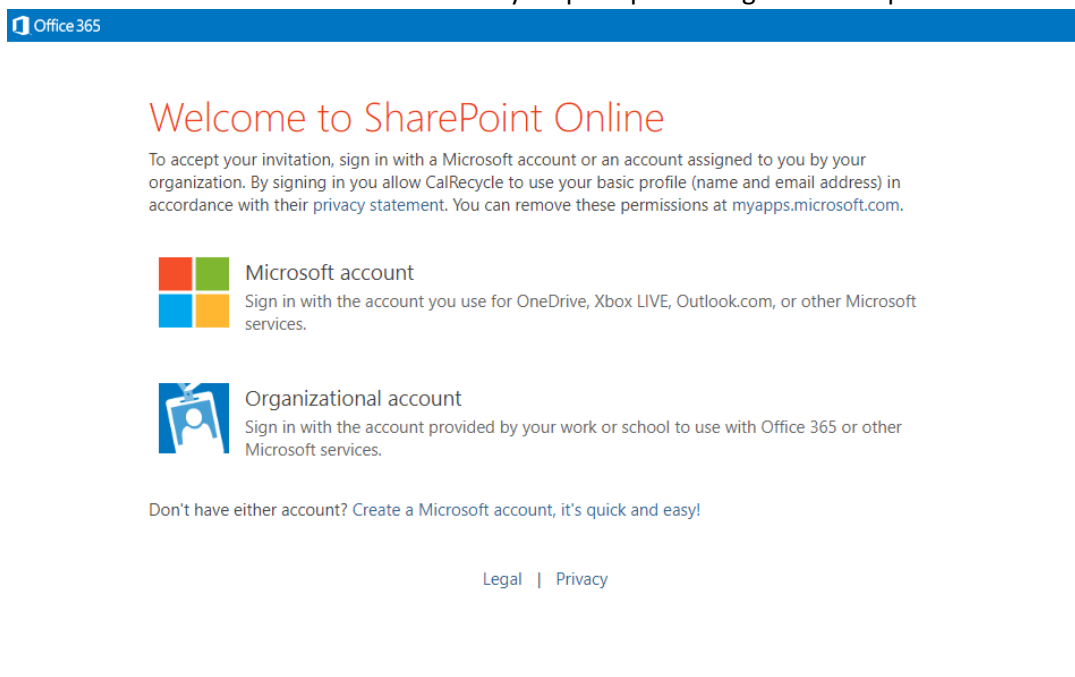 Office 365
Welcome to SharePoint Online
To accept your invitation, sign in with a Microsoft account or an account assigned to you by your
organization. By signing in you allow CalRecycle to use your basic profile (name and email address) in
accordance with their privacy statement. You can remove these permissions at myapps.microsoft.com.
Microsoft account
Sign in with the account you use for OneDrive, Xbox LIVE, Outlook.com, or other Microsoft
services.
Organizational account
Sign in with the account provided by your work or school to use with Office 365 or other
Microsoft services.
Don't have either account? Create a Microsoft account, it's quick and easy!
Legal | Privacy